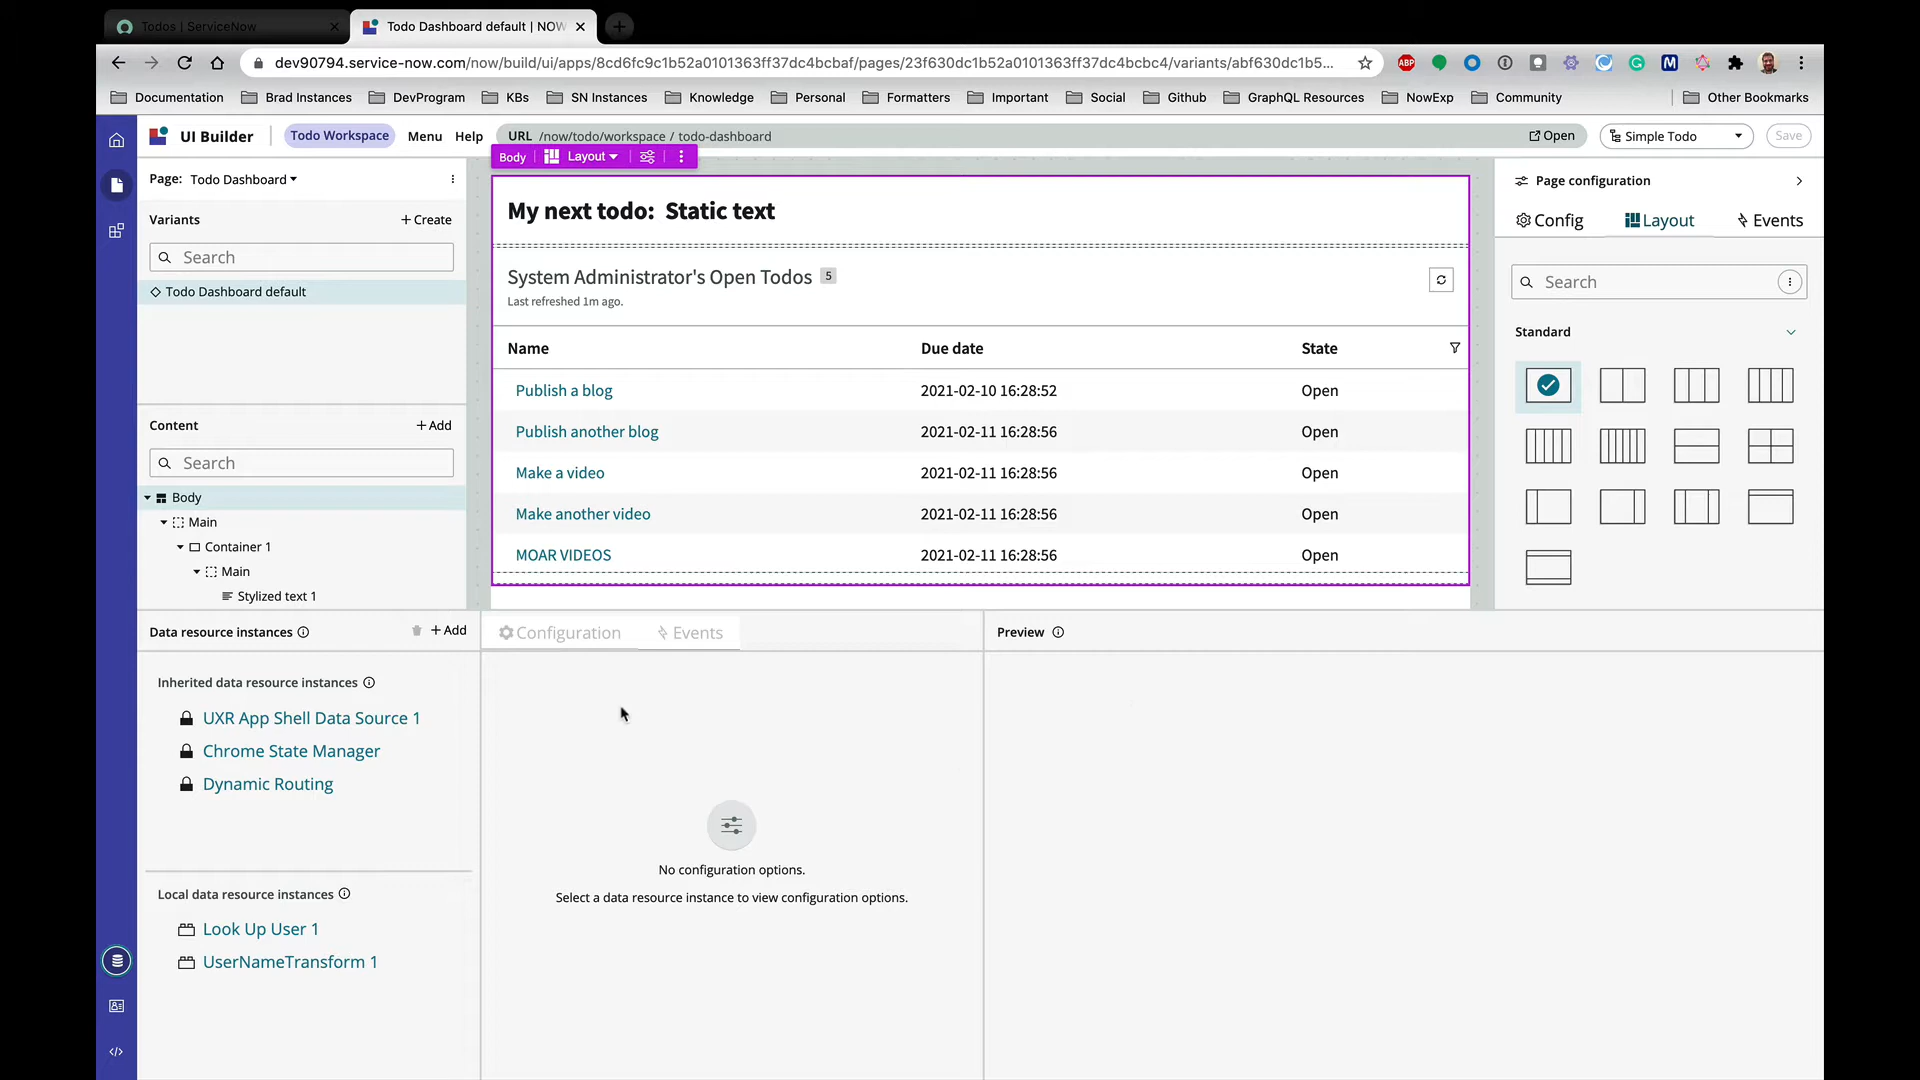 Todos | ServiceNow
Todo Dashboard default | NOW
dev90794.service-now.com/now/build/ui/apps/8cd6fc9c1b52a0101363ff37dc4bcbaf/pages/23f630dc1b52a0101363ff37dc4bcbc4/variants/abf630dc1b5...
ABP
Documentation Brad Instances DevProgram KBs SN Instances Knowledge Personal Formatters Important Social Github GraphQL Resources NowExp Community Other Bookmarks
UI Builder Todo Workspace Menu Help URL /now/todo/workspace / todo-dashboard Open Simple Todo Save
Body Layout
Page: Todo Dashboard
Variants + Create
Search
Todo Dashboard default
Content + Add
Search
Body
Main
Container 1
Main
Stylized text 1
My next todo: Static text
System Administrator's Open Todos 5
Last refreshed 1m ago.
Name Due date State
Publish a blog 2021-02-10 16:28:52 Open
Publish another blog 2021-02-11 16:28:56 Open
Make a video 2021-02-11 16:28:56 Open
Make another video 2021-02-11 16:28:56 Open
MOAR VIDEOS 2021-02-11 16:28:56 Open
Page configuration
Config Layout Events
Search
Standard
Data resource instances + Add
Inherited data resource instances
UXR App Shell Data Source 1
Chrome State Manager
Dynamic Routing
Local data resource instances
Look Up User 1
UserNameTransform 1
Configuration Events
No configuration options.
Select a data resource instance to view configuration options.
Preview